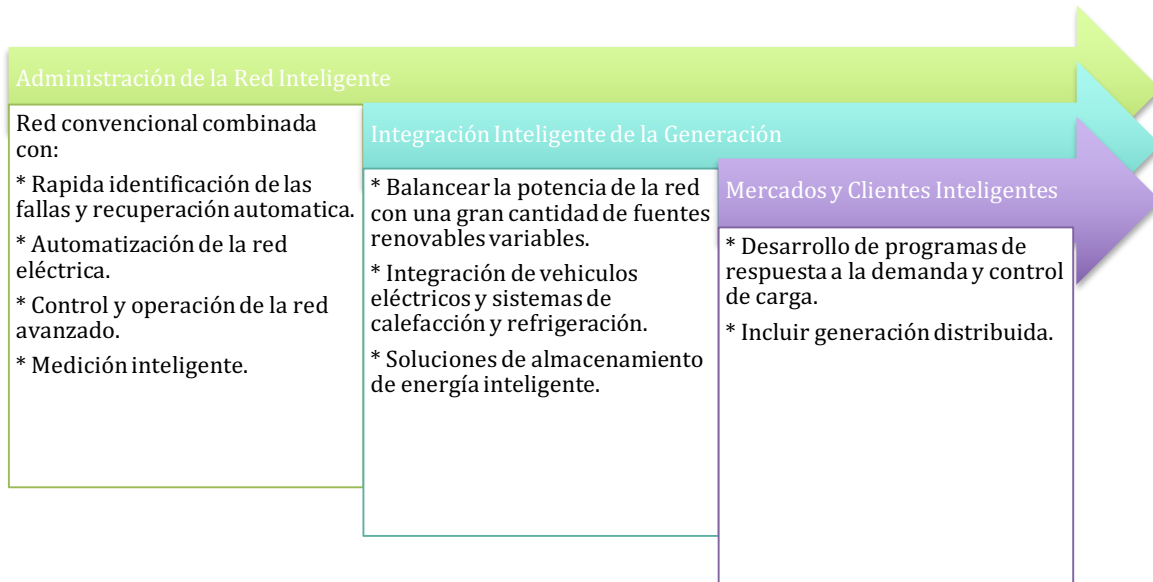 Administración de la Red Inteligente
Red convencional combinada
con:
* Rapida identificación de las
fallas y recuperación automatica.
* Automatización de la red
eléctrica.
* Control y operación de la red
avanzado.
* Medición inteligente.
Integración Inteligente de la Generación
* Balancear la potencia de la red
con una gran cantidad de fuentes
renovables variables.
* Integración de vehiculos
eléctricos y sistemas de
calefacción y refrigeración.
* Soluciones de almacenamiento
de energía inteligente.
Mercados y Clientes Inteligentes
* Desarrollo de programas de
respuesta a la demanda y control
de carga.
* Incluir generación distribuida.